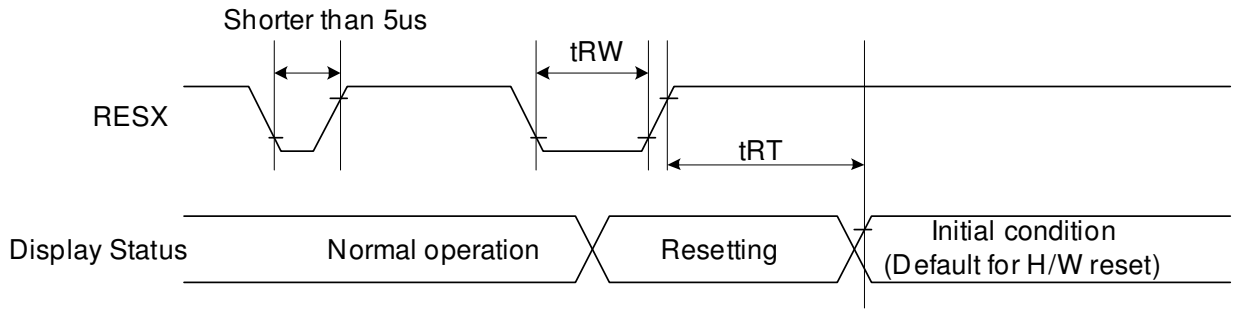 Shorter than 5us
tRW
RESX
tRT
Display Status
Normal operation
Resetting
Initial condition
(Default for H/W reset)